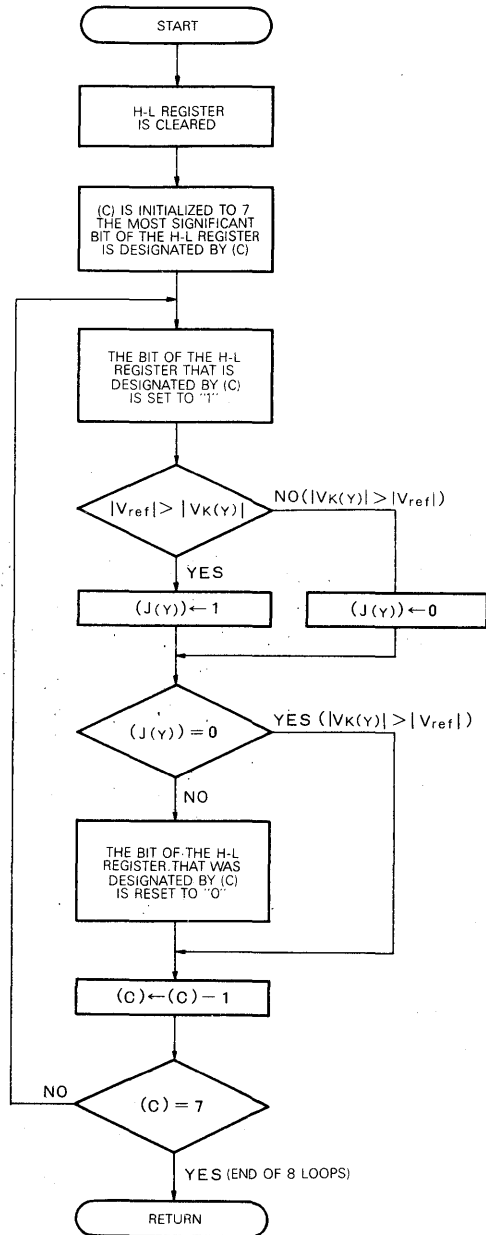 START
H-L REGISTER
IS CLEARED
(C) IS INITIALIZED TO 7
THE MOST SIGNIFICANT
BIT OF THE H-L REGISTER
IS DESIGNATED BY (C)
THE BIT OF THE H-L
REGISTER THAT IS
DESIGNATED BY (C)
IS SET TO "1"
|Vref|>|VK(Y)|
NO(|VK(Y)|>|Vref|)
YES
(J(Y))←1
(J(Y))←0
(J(Y))=0
YES(|VK(Y)|>|Vref|)
NO
THE BIT OF THE H-L
REGISTER THAT WAS
DESIGNATED BY (C)
IS RESET TO "0"
(C)←(C)−1
NO
(C)=7
YES (END OF 8 LOOPS)
RETURN